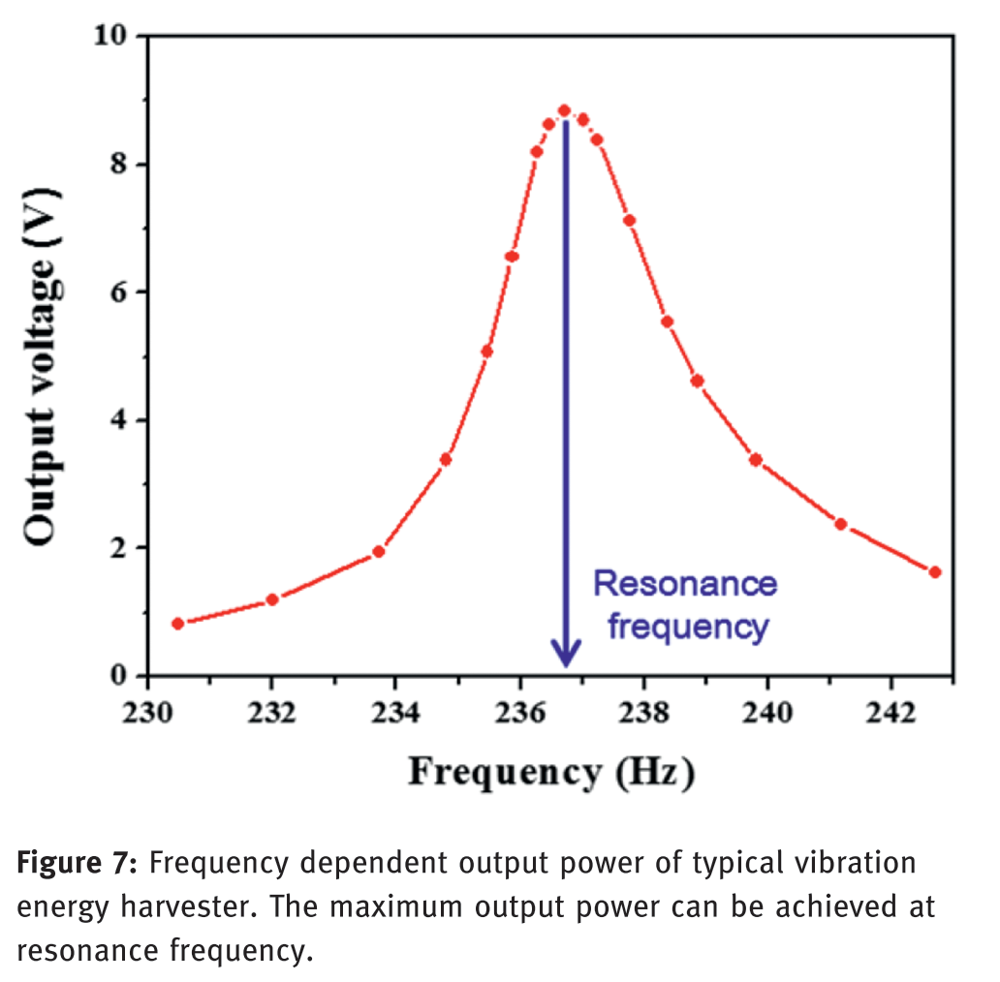 10
8
6
4
2
0
Output voltage (V)
Resonance
frequency
230 232 234 236 238 240 242
Frequency (Hz)
Figure 7: Frequency dependent output power of typical vibration
energy harvester. The maximum output power can be achieved at
resonance frequency.